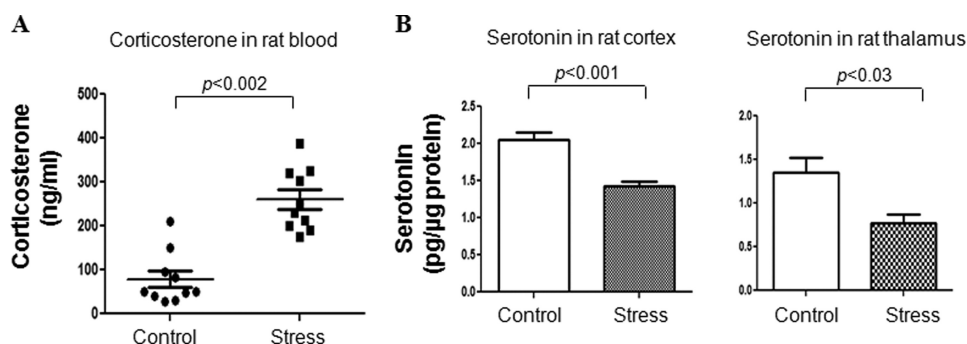 A
Corticosterone in rat blood
p<0.002
Corticosterone
(ng/ml)
500
400
300
200
100
0
Control
Stress
B
Serotonin in rat cortex
p<0.001
Serotonin
(pg/µg protein)
2.5
2.0
1.5
1.0
0.5
0.0
Control
Stress
Serotonin in rat thalamus
p<0.03
2.0
1.5
1.0
0.5
0.0
Control
Stress